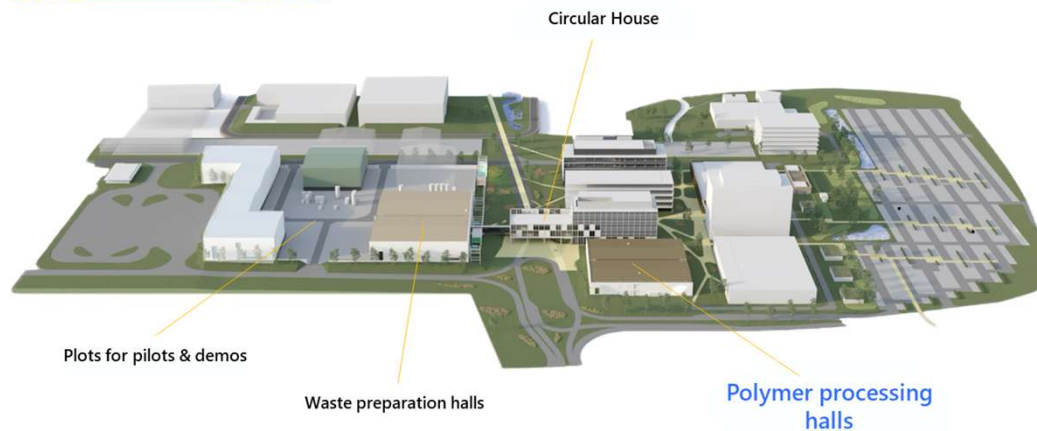 Circular House
Plots for pilots & demos
Waste preparation halls
Polymer processing
halls